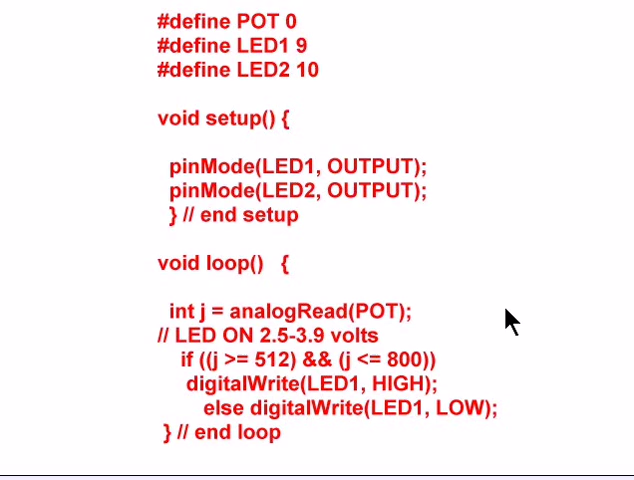 #define POT 0
#define LED1 9
#define LED2 10
void setup() {
pinMode(LED1, OUTPUT);
pinMode(LED2, OUTPUT);
} // end setup
void loop()   {
int j = analogRead(POT);
// LED ON 2.5-3.9 volts
if ((j >= 512) && (j <= 800))
digitalWrite(LED1, HIGH);
else digitalWrite(LED1, LOW);
} // end loop